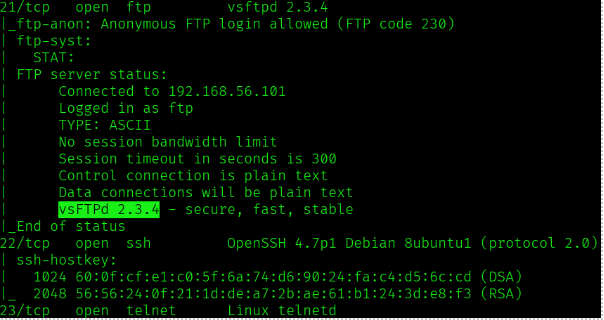 21/tcp   open  ftp         vsftpd 2.3.4
|_ftp-anon: Anonymous FTP login allowed (FTP code 230)
| ftp-syst:
|   STAT:
| FTP server status:
|      Connected to 192.168.56.101
|      Logged in as ftp
|      TYPE: ASCII
|      No session bandwidth limit
|      Session timeout in seconds is 300
|      Control connection is plain text
|      Data connections will be plain text
|      vsFTPd 2.3.4 - secure, fast, stable
|_End of status
22/tcp   open  ssh         OpenSSH 4.7p1 Debian 8ubuntu1 (protocol 2.0)
| ssh-hostkey:
|   1024 60:0f:cf:e1:c0:5f:6a:74:d6:90:24:fa:c4:d5:6c:cd (DSA)
|_  2048 56:56:24:0f:21:1d:de:a7:2b:ae:61:b1:24:3d:e8:f3 (RSA)
23/tcp   open  telnet      Linux telnetd